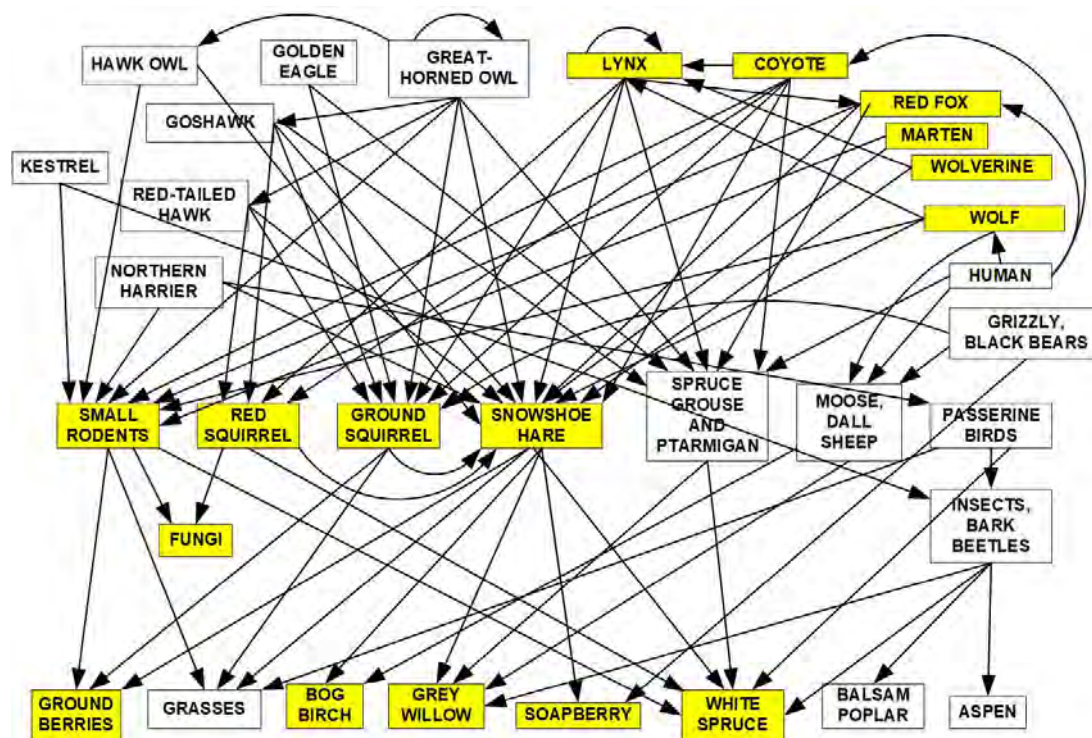 HAWK OWL
GOLDEN
EAGLE
GREAT-
HORNED OWL
LYNX
COYOTE
RED FOX
GOSHAWK
MARTEN
KESTREL
WOLVERINE
RED-TAILED
HAWK
WOLF
NORTHERN
HARRIER
HUMAN
GRIZZLY,
BLACK BEARS
SMALL
RODENTS
RED
SQUIRREL
GROUND
SQUIRREL
SNOWSHOE
HARE
SPRUCE
GROUSE
AND
PTARMIGAN
MOOSE,
DALL
SHEEP
PASSERINE
BIRDS
INSECTS,
BARK
BEETLES
FUNGI
GROUND
BERRIES
GRASSES
BOG
BIRCH
GREY
WILLOW
SOAPBERRY
WHITE
SPRUCE
BALSAM
POPLAR
ASPEN